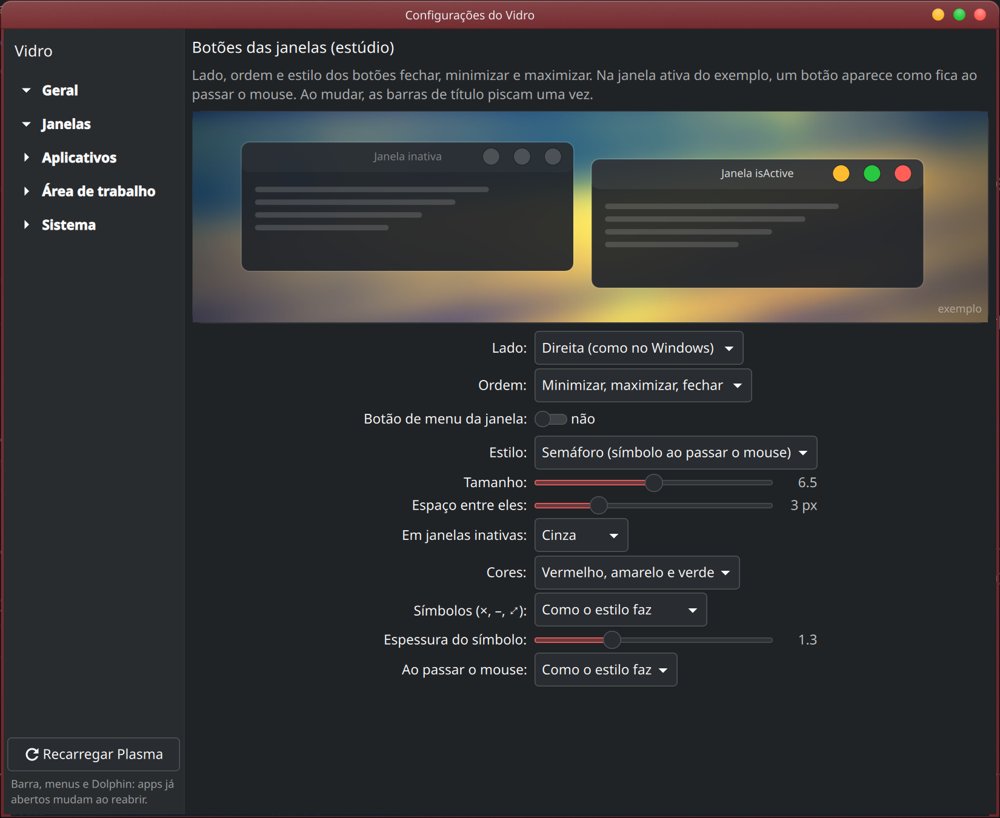 Configurações do Vidro
Vidro
Geral
Janelas
Aplicativos
Área de trabalho
Sistema
Recarregar Plasma
Barra, menus e Dolphin: apps já
abertos mudam ao reabrir.
Botões das janelas (estúdio)
Lado, ordem e estilo dos botões fechar, minimizar e maximizar. Na janela ativa do exemplo, um botão aparece como fica ao
passar o mouse. Ao mudar, as barras de título piscam uma vez.
Janela inativa
Janela isActive
exemplo
Lado: Direita (como no Windows)
Ordem: Minimizar, maximizar, fechar
Botão de menu da janela: não
Estilo: Semáforo (símbolo ao passar o mouse)
Tamanho: 6.5
Espaço entre eles: 3 px
Em janelas inativas: Cinza
Cores: Vermelho, amarelo e verde
Símbolos (×, –, ⤢): Como o estilo faz
Espessura do símbolo: 1.3
Ao passar o mouse: Como o estilo faz